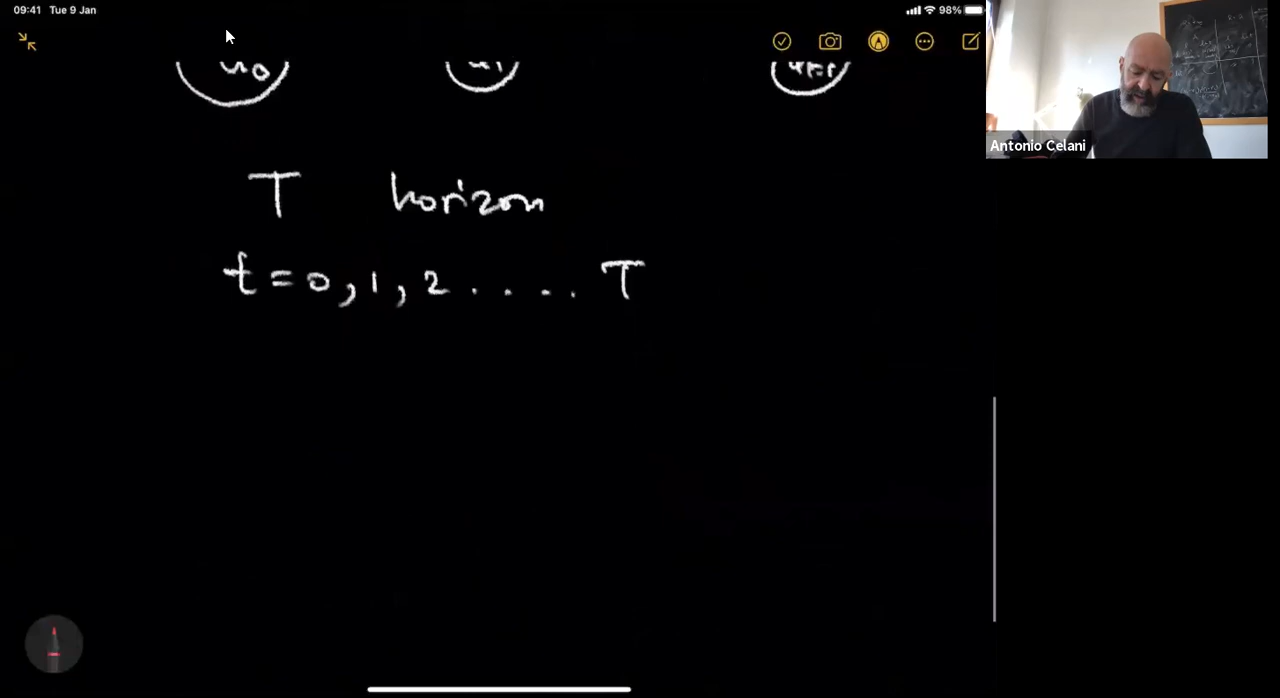 09:41 Tue 9 Jan 98%
T horizon
t=0,1,2.....T
Antonio Celani